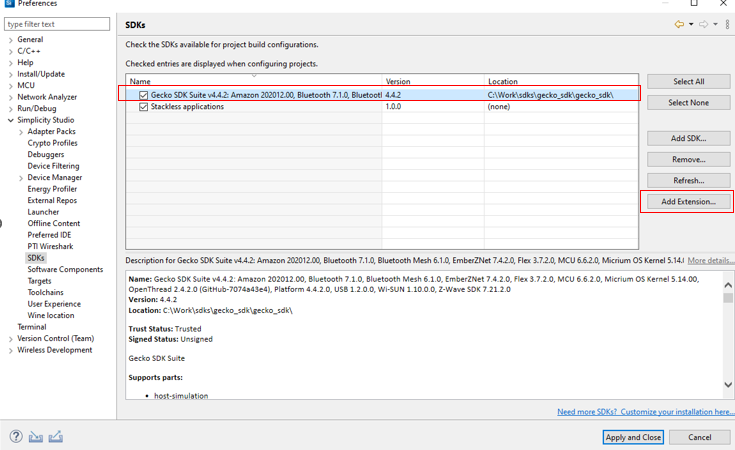 Preferences
type filter text
General
C/C++
Help
Install/Update
MCU
Network Analyzer
Run/Debug
Simplicity Studio
Adapter Packs
Crypto Profiles
Debuggers
Device Filtering
Device Manager
Energy Profiler
External Repos
Launcher
Offline Content
Preferred IDE
PTI Wireshark
SDKs
Software Components
Targets
Toolchains
User Experience
Wine location
Terminal
Version Control (Team)
Wireless Development
SDKs
Check the SDKs available for project build configurations.
Checked entries are displayed when configuring projects.
Name Version Location
Gecko SDK Suite v4.4.2: Amazon 202012.00, Bluetooth 7.1.0, Bluetootl 4.4.2 C:\Work\sdks\gecko_sdk\gecko_sdk\
Stackless applications 1.0.0 (none)
Select All
Select None
Add SDK...
Remove...
Refresh...
Add Extension...
Description for Gecko SDK Suite v4.4.2: Amazon 202012.00, Bluetooth 7.1.0, Bluetooth Mesh 6.1.0, EmberZNet 7.4.2.0, Flex 3.7.2.0, MCU 6.6.2.0, Micrium OS Kernel 5.14.0 More details...
Name: Gecko SDK Suite v4.4.2: Amazon 202012.00, Bluetooth 7.1.0, Bluetooth Mesh 6.1.0, EmberZNet 7.4.2.0, Flex 3.7.2.0, MCU 6.6.2.0, Micrium OS Kernel 5.14.00,
OpenThread 2.4.2.0 (GitHub-7074a43e4), Platform 4.4.2.0, USB 1.2.0.0, Wi-SUN 1.10.0.0, Z-Wave SDK 7.21.2.0
Version: 4.4.2
Location: C:\Work\sdks\gecko_sdk\gecko_sdk\
Trust Status: Trusted
Signed Status: Unsigned
Gecko SDK Suite
Supports parts:
• host-simulation
Need more SDKs? Customize your installation here...
Apply and Close
Cancel